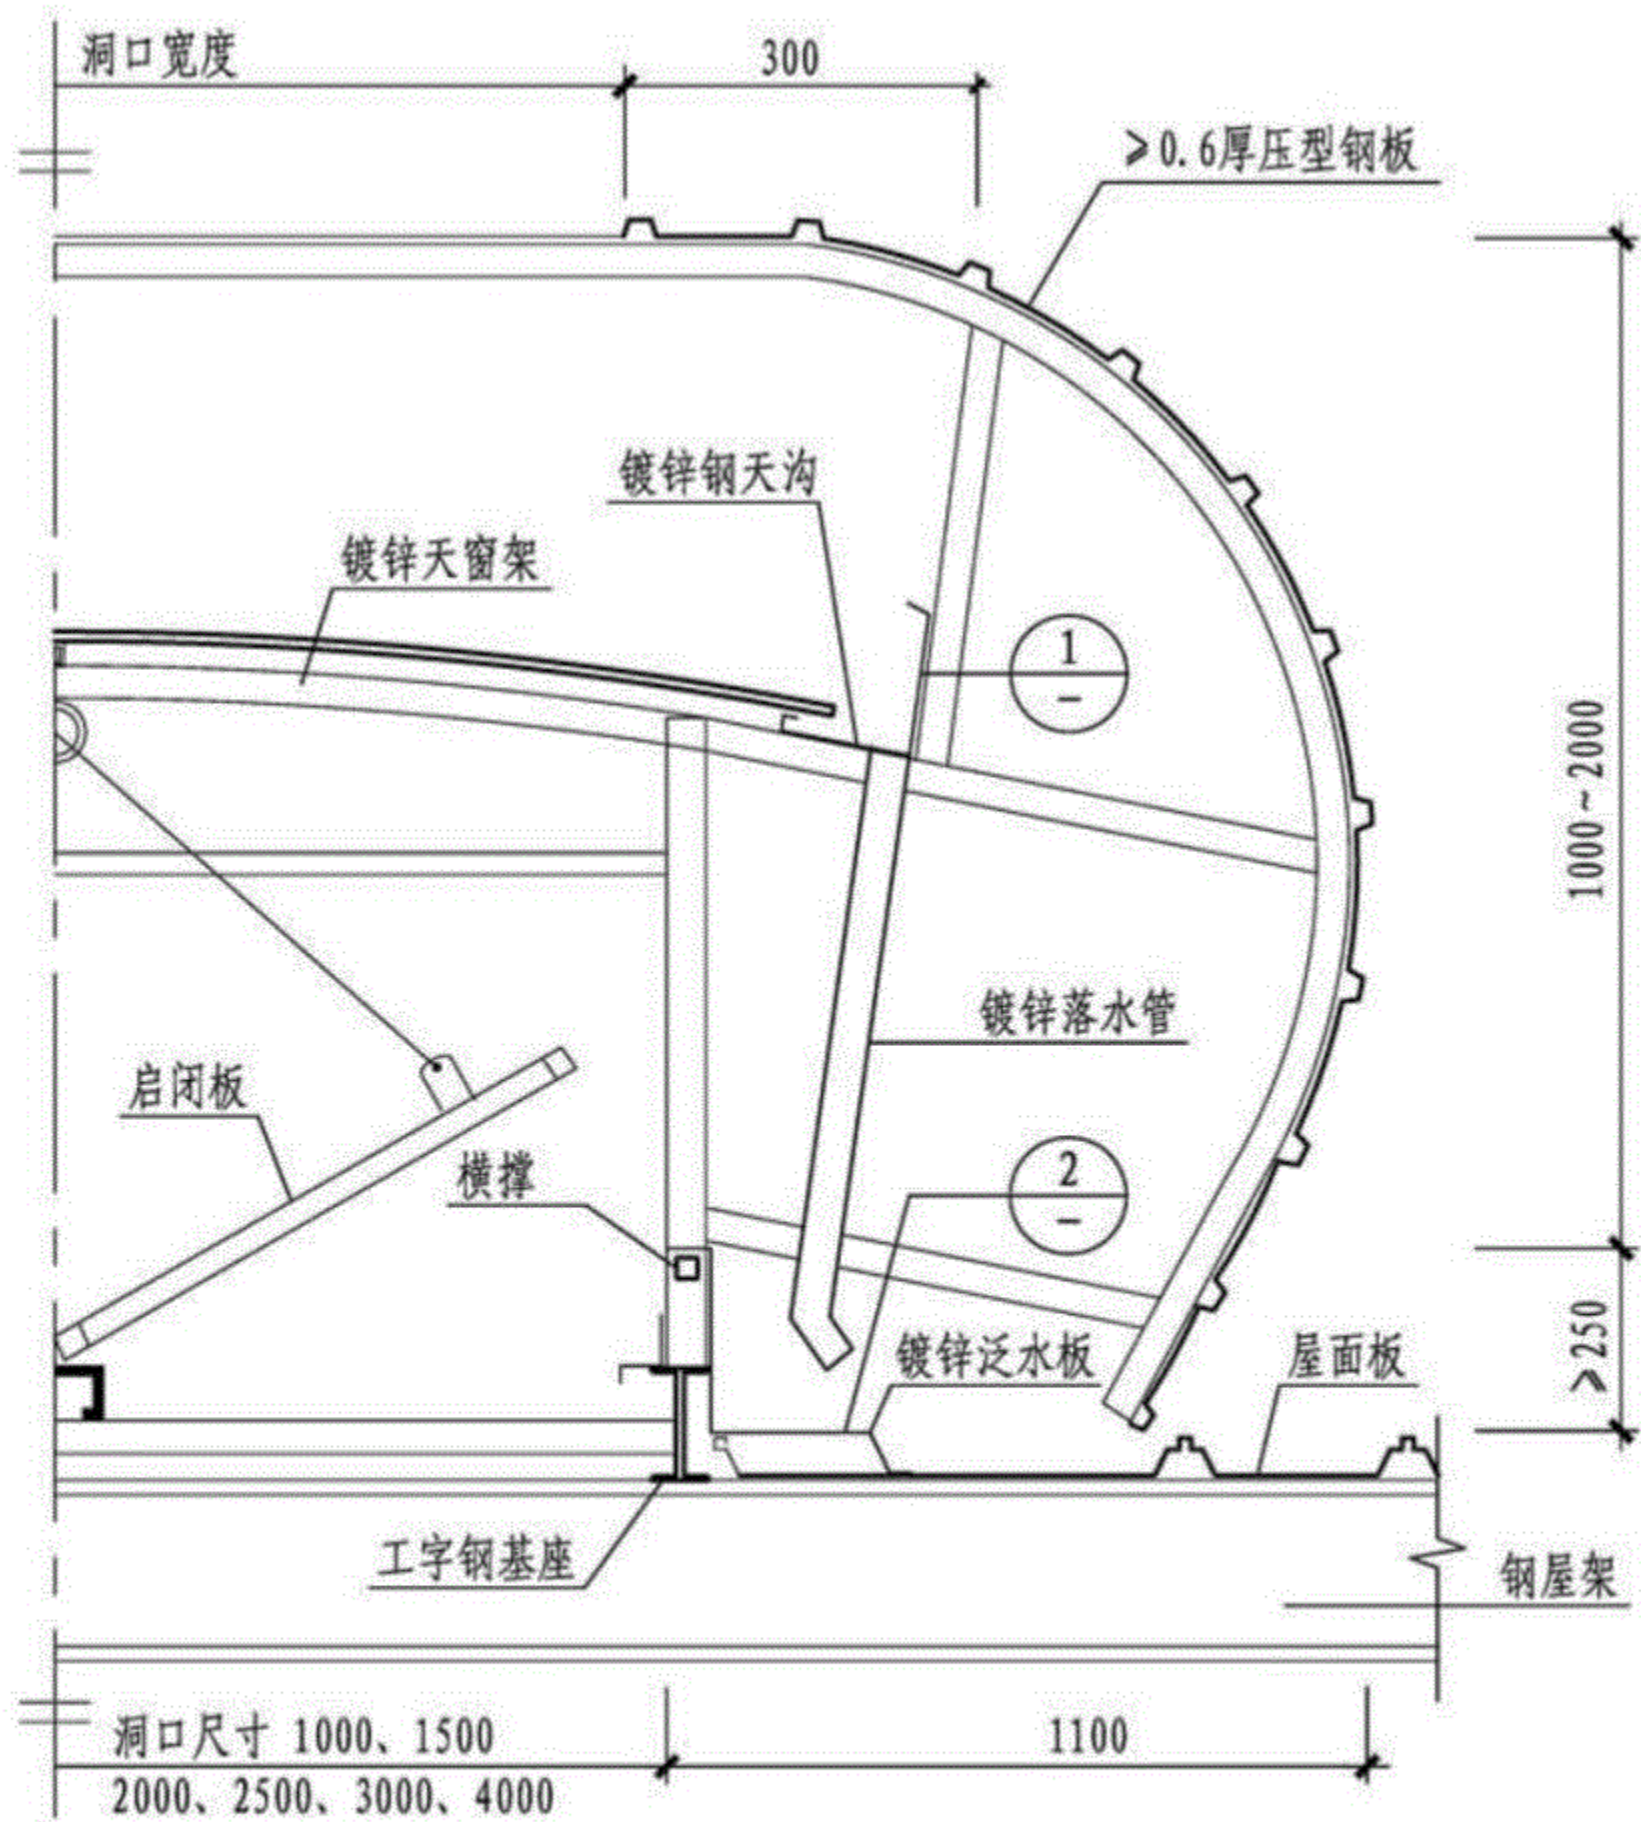 洞口宽度
300
≥0.6厚压型钢板
镀锌钢天沟
镀锌天窗架
1
—
1000~2000
镀锌落水管
启闭板
横撑
2
—
≥250
镀锌泛水板
屋面板
工字钢基座
钢屋架
洞口尺寸 1000、1500
2000、2500、3000、4000
1100